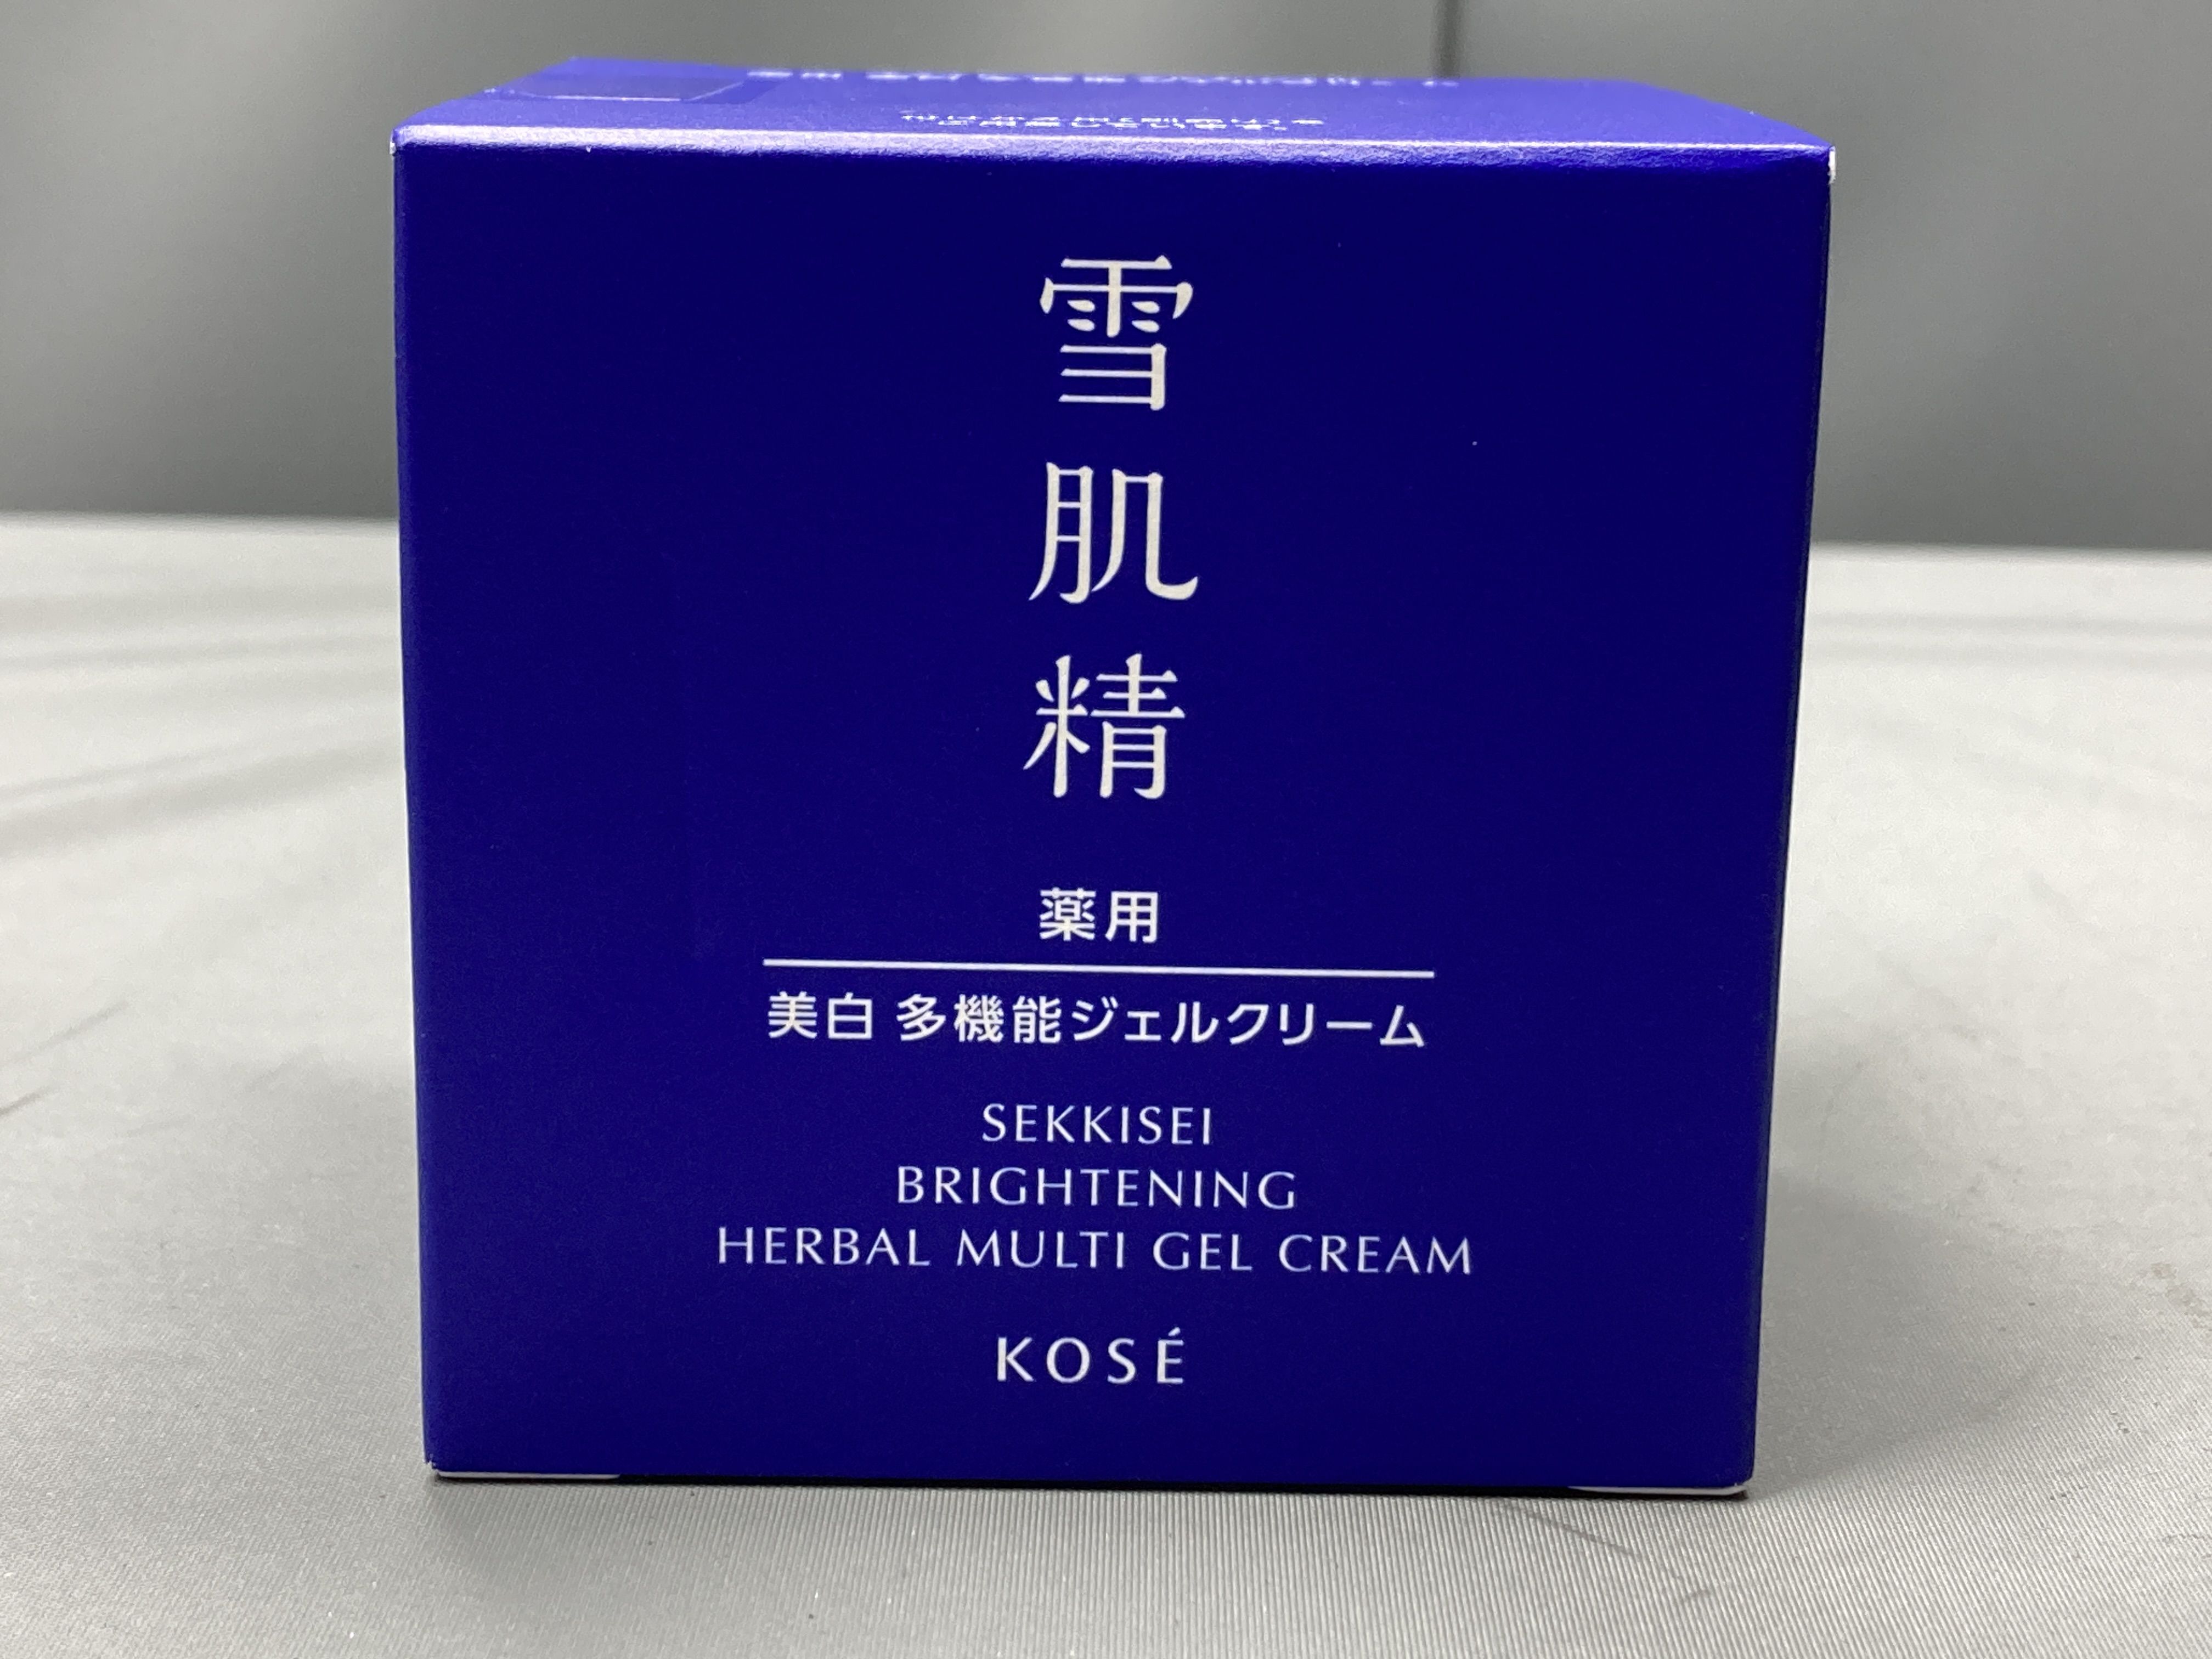 雪肌精
薬用
美白 多機能ジェルクリーム
SEKKISEI
BRIGHTENING
HERBAL MULTI GEL CREAM
KOSÉ